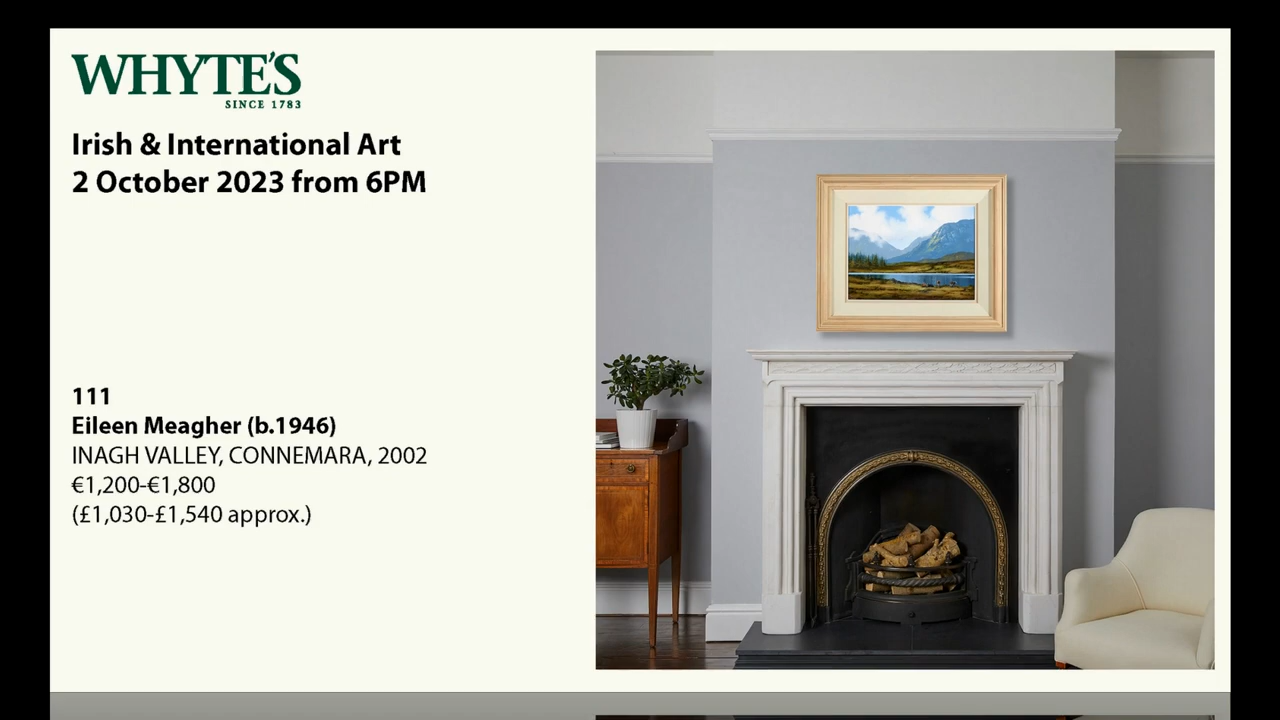 WHYTE'S
SINCE 1783
Irish & International Art
2 October 2023 from 6PM
111
Eileen Meagher (b.1946)
INAGH VALLEY, CONNEMARA, 2002
€1,200-€1,800
(£1,030-£1,540 approx.)